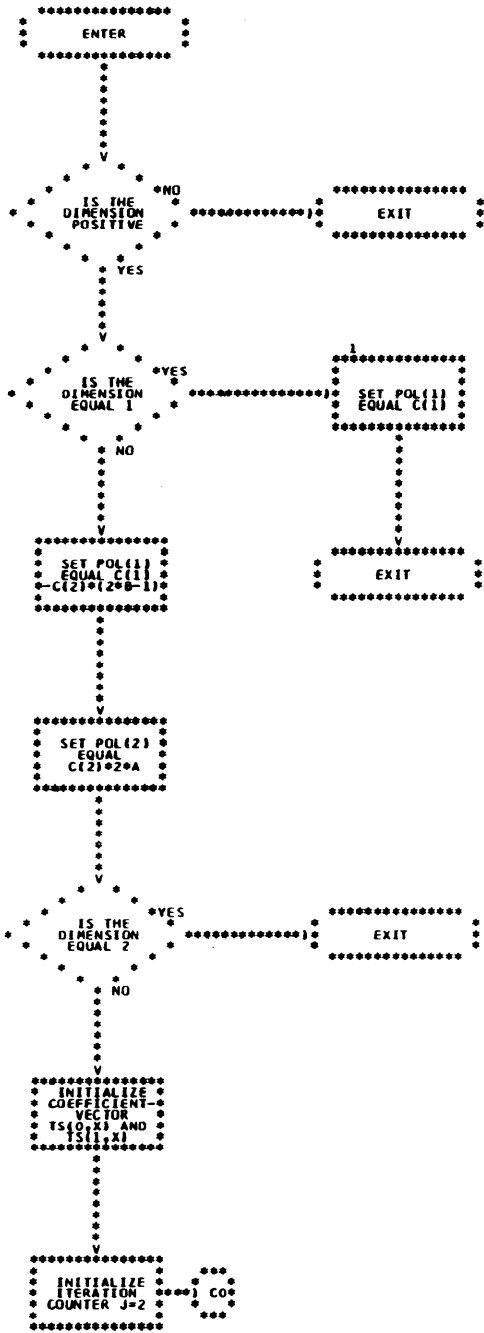 ENTER
IS THE
DIMENSION
POSITIVE
NO
EXIT
YES
IS THE
DIMENSION
EQUAL 1
YES
1
SET POL(1)
EQUAL C(1)
NO
EXIT
SET POL(1)
EQUAL C(1)
-C(2)*(2*B-1)
SET POL(2)
EQUAL
C(2)*2*A
IS THE
DIMENSION
EQUAL 2
YES
EXIT
NO
INITIALIZE
COEFFICIENT-
VECTOR
TS(0,X) AND
TS(1,X)
INITIALIZE
ITERATION
COUNTER J=2
CO